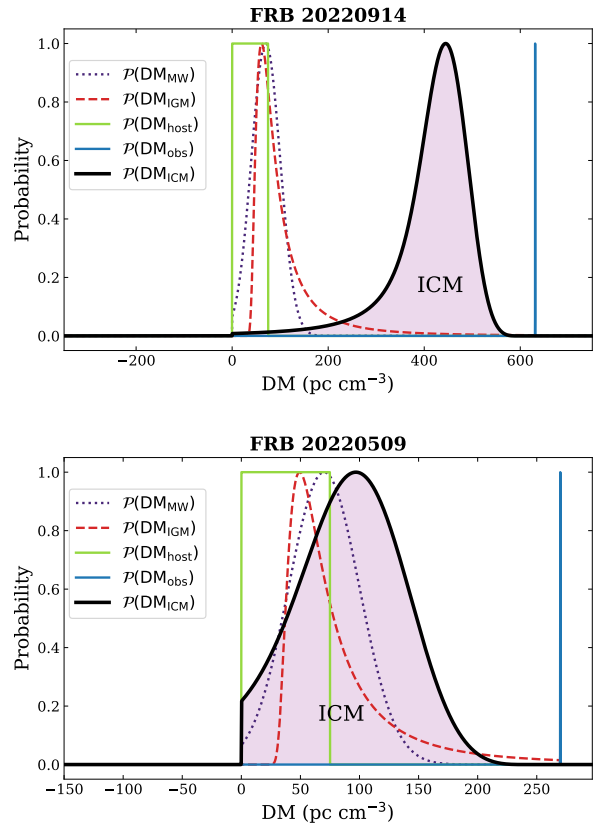 FRB 20220914
1.0
0.8
0.6
0.4
0.2
0.0
Probability
𝒫(DM_MW)
𝒫(DM_IGM)
𝒫(DM_host)
𝒫(DM_obs)
𝒫(DM_ICM)
ICM
−200 0 200 400 600
DM (pc cm⁻³)
FRB 20220509
1.0
0.8
0.6
0.4
0.2
0.0
Probability
𝒫(DM_MW)
𝒫(DM_IGM)
𝒫(DM_host)
𝒫(DM_obs)
𝒫(DM_ICM)
ICM
−150 −100 −50 0 50 100 150 200 250
DM (pc cm⁻³)